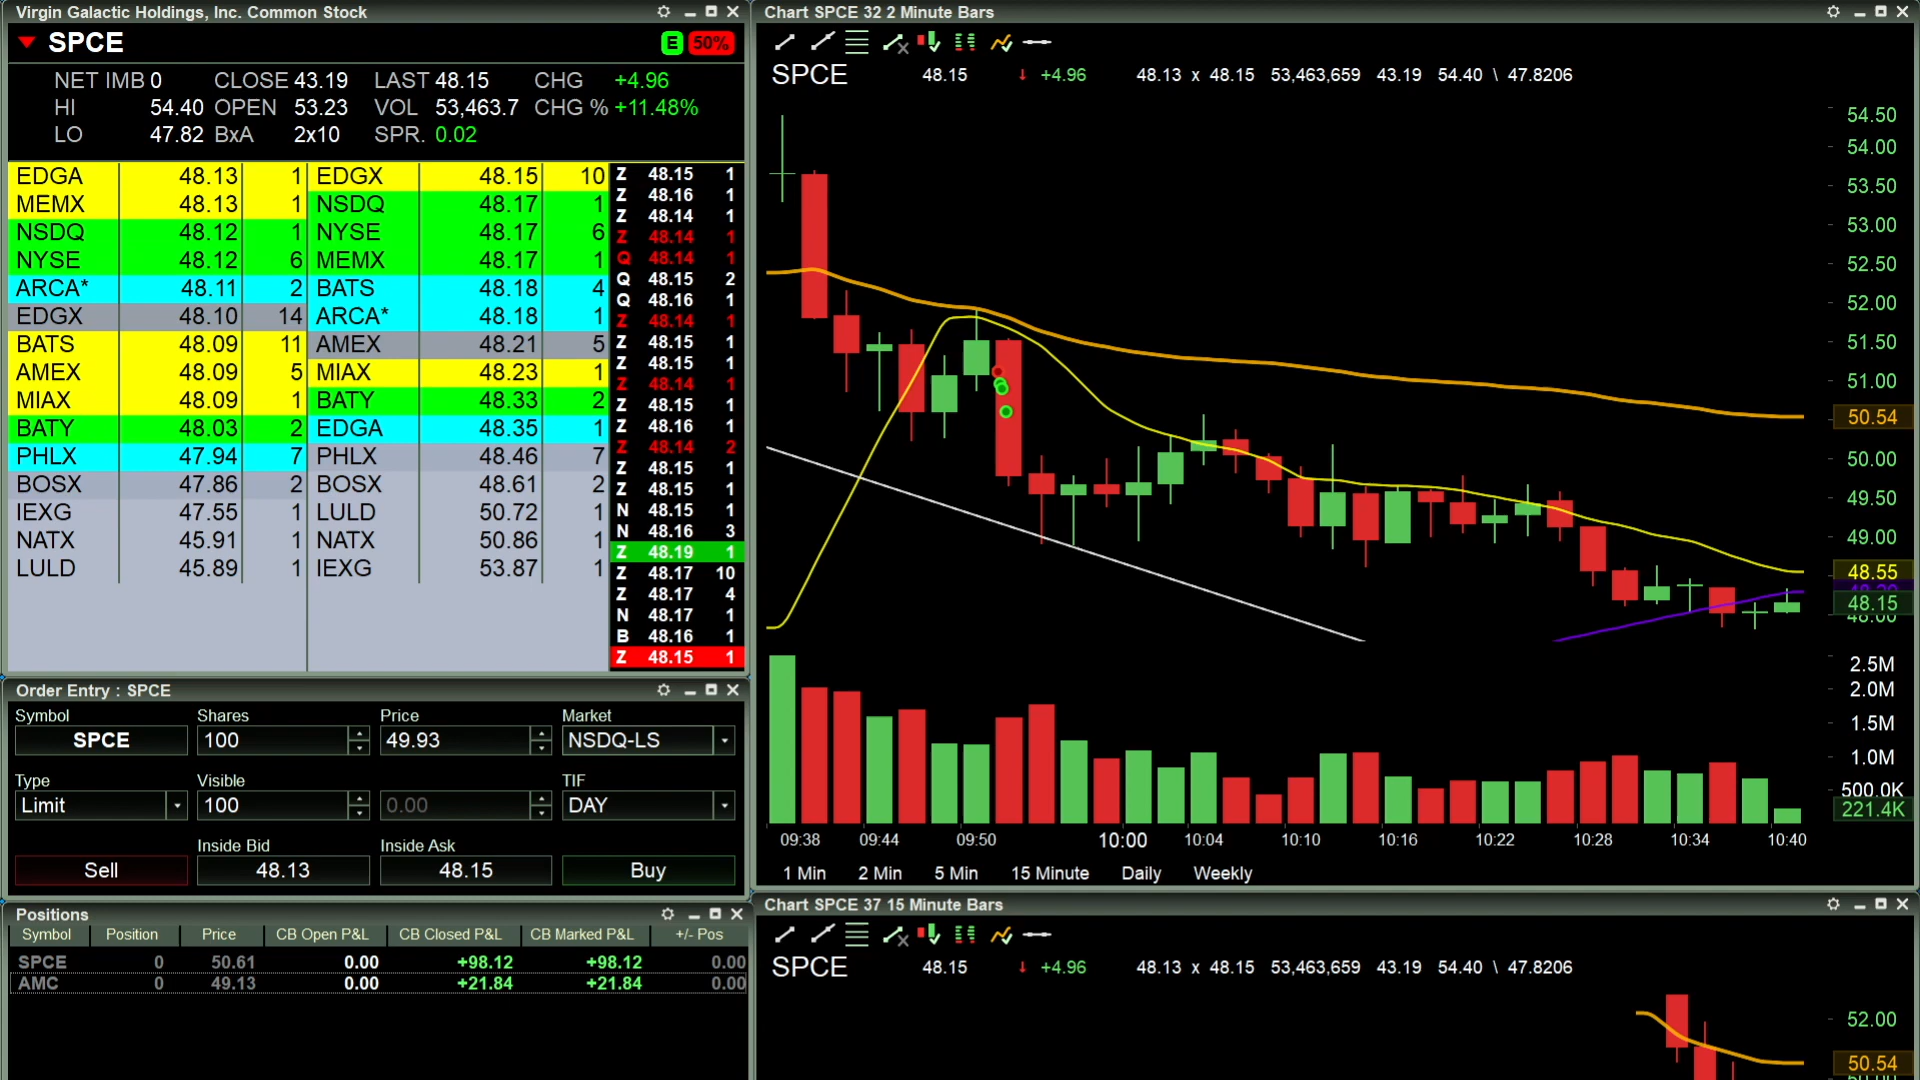 Virgin Galactic Holdings, Inc. Common Stock
SPCE E 50%
NET IMB 0 CLOSE 43.19 LAST 48.15 CHG +4.96
HI 54.40 OPEN 53.23 VOL 53,463.7 CHG % +11.48%
LO 47.82 BxA 2x10 SPR. 0.02
EDGA 48.13 1 EDGX 48.15 10
MEMX 48.13 1 NSDQ 48.17 1
NSDQ 48.12 1 NYSE 48.17 6
NYSE 48.12 6 MEMX 48.17 1
ARCA* 48.11 2 BATS 48.18 4
EDGX 48.10 14 ARCA* 48.18 1
BATS 48.09 11 AMEX 48.21 5
AMEX 48.09 5 MIAX 48.23 1
MIAX 48.09 1 BATY 48.33 2
BATY 48.03 2 EDGA 48.35 1
PHLX 47.94 7 PHLX 48.46 7
BOSX 47.86 2 BOSX 48.61 2
IEXG 47.55 1 LULD 50.72 1
NATX 45.91 1 NATX 50.86 1
LULD 45.89 1 IEXG 53.87 1
Z 48.15 1
Z 48.16 1
Z 48.14 1
Z 48.14 1
Q 48.14 1
Q 48.15 2
Q 48.16 1
Z 48.14 1
Z 48.15 1
Z 48.15 1
Z 48.14 1
Z 48.15 1
Z 48.16 1
Z 48.14 2
Z 48.15 1
Z 48.15 1
N 48.15 1
N 48.16 3
Z 48.19 1
Z 48.17 10
Z 48.17 4
N 48.17 1
B 48.16 1
Z 48.15 1
Order Entry : SPCE
Symbol Shares Price Market
SPCE 100 49.93 NSDQ-LS
Type Visible TIF
Limit 100 0.00 DAY
Inside Bid Inside Ask
Sell 48.13 48.15 Buy
Positions
Symbol Position Price CB Open P&L CB Closed P&L CB Marked P&L +/- Pos
SPCE 0 50.61 0.00 +98.12 +98.12 0.00
AMC 0 49.13 0.00 +21.84 +21.84 0.00
Chart SPCE 32 2 Minute Bars
SPCE 48.15 ↓ +4.96 48.13 x 48.15 53,463,659 43.19 54.40 \ 47.8206
54.50
54.00
53.50
53.00
52.50
52.00
51.50
51.00
50.54
50.00
49.50
49.00
48.55
48.15
48.00
2.5M
2.0M
1.5M
1.0M
500.0K
221.4K
09:38 09:44 09:50 10:00 10:04 10:10 10:16 10:22 10:28 10:34 10:40
1 Min 2 Min 5 Min 15 Minute Daily Weekly
Chart SPCE 37 15 Minute Bars
SPCE 48.15 ↓ +4.96 48.13 x 48.15 53,463,659 43.19 54.40 \ 47.8206
52.00
50.54